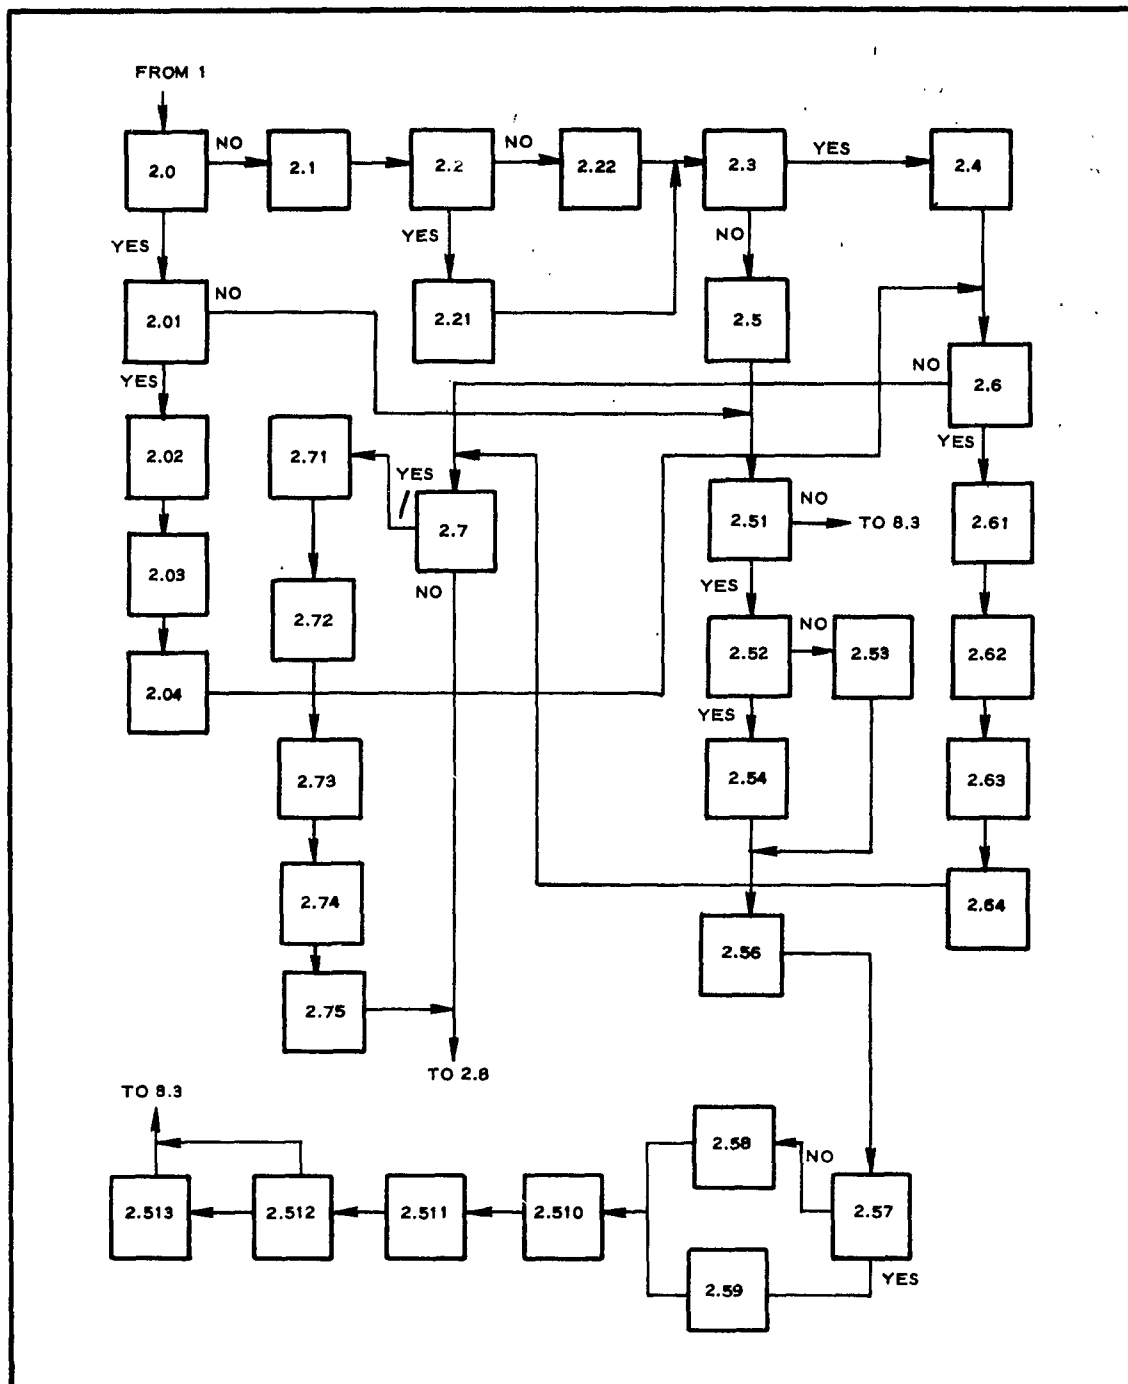 FROM 1
2.0
NO
2.1
2.2
NO
2.22
2.3
YES
2.4
YES
YES
NO
2.01
NO
2.21
2.5
NO
2.6
YES
YES
2.02
2.71
YES
2.7
2.51
NO
TO 8.3
2.61
2.03
NO
YES
2.72
2.52
NO
2.53
2.62
2.04
YES
2.73
2.54
2.63
2.74
2.64
2.56
2.75
TO 2.8
TO 8.3
2.58
NO
2.513
2.512
2.511
2.510
2.57
2.59
YES